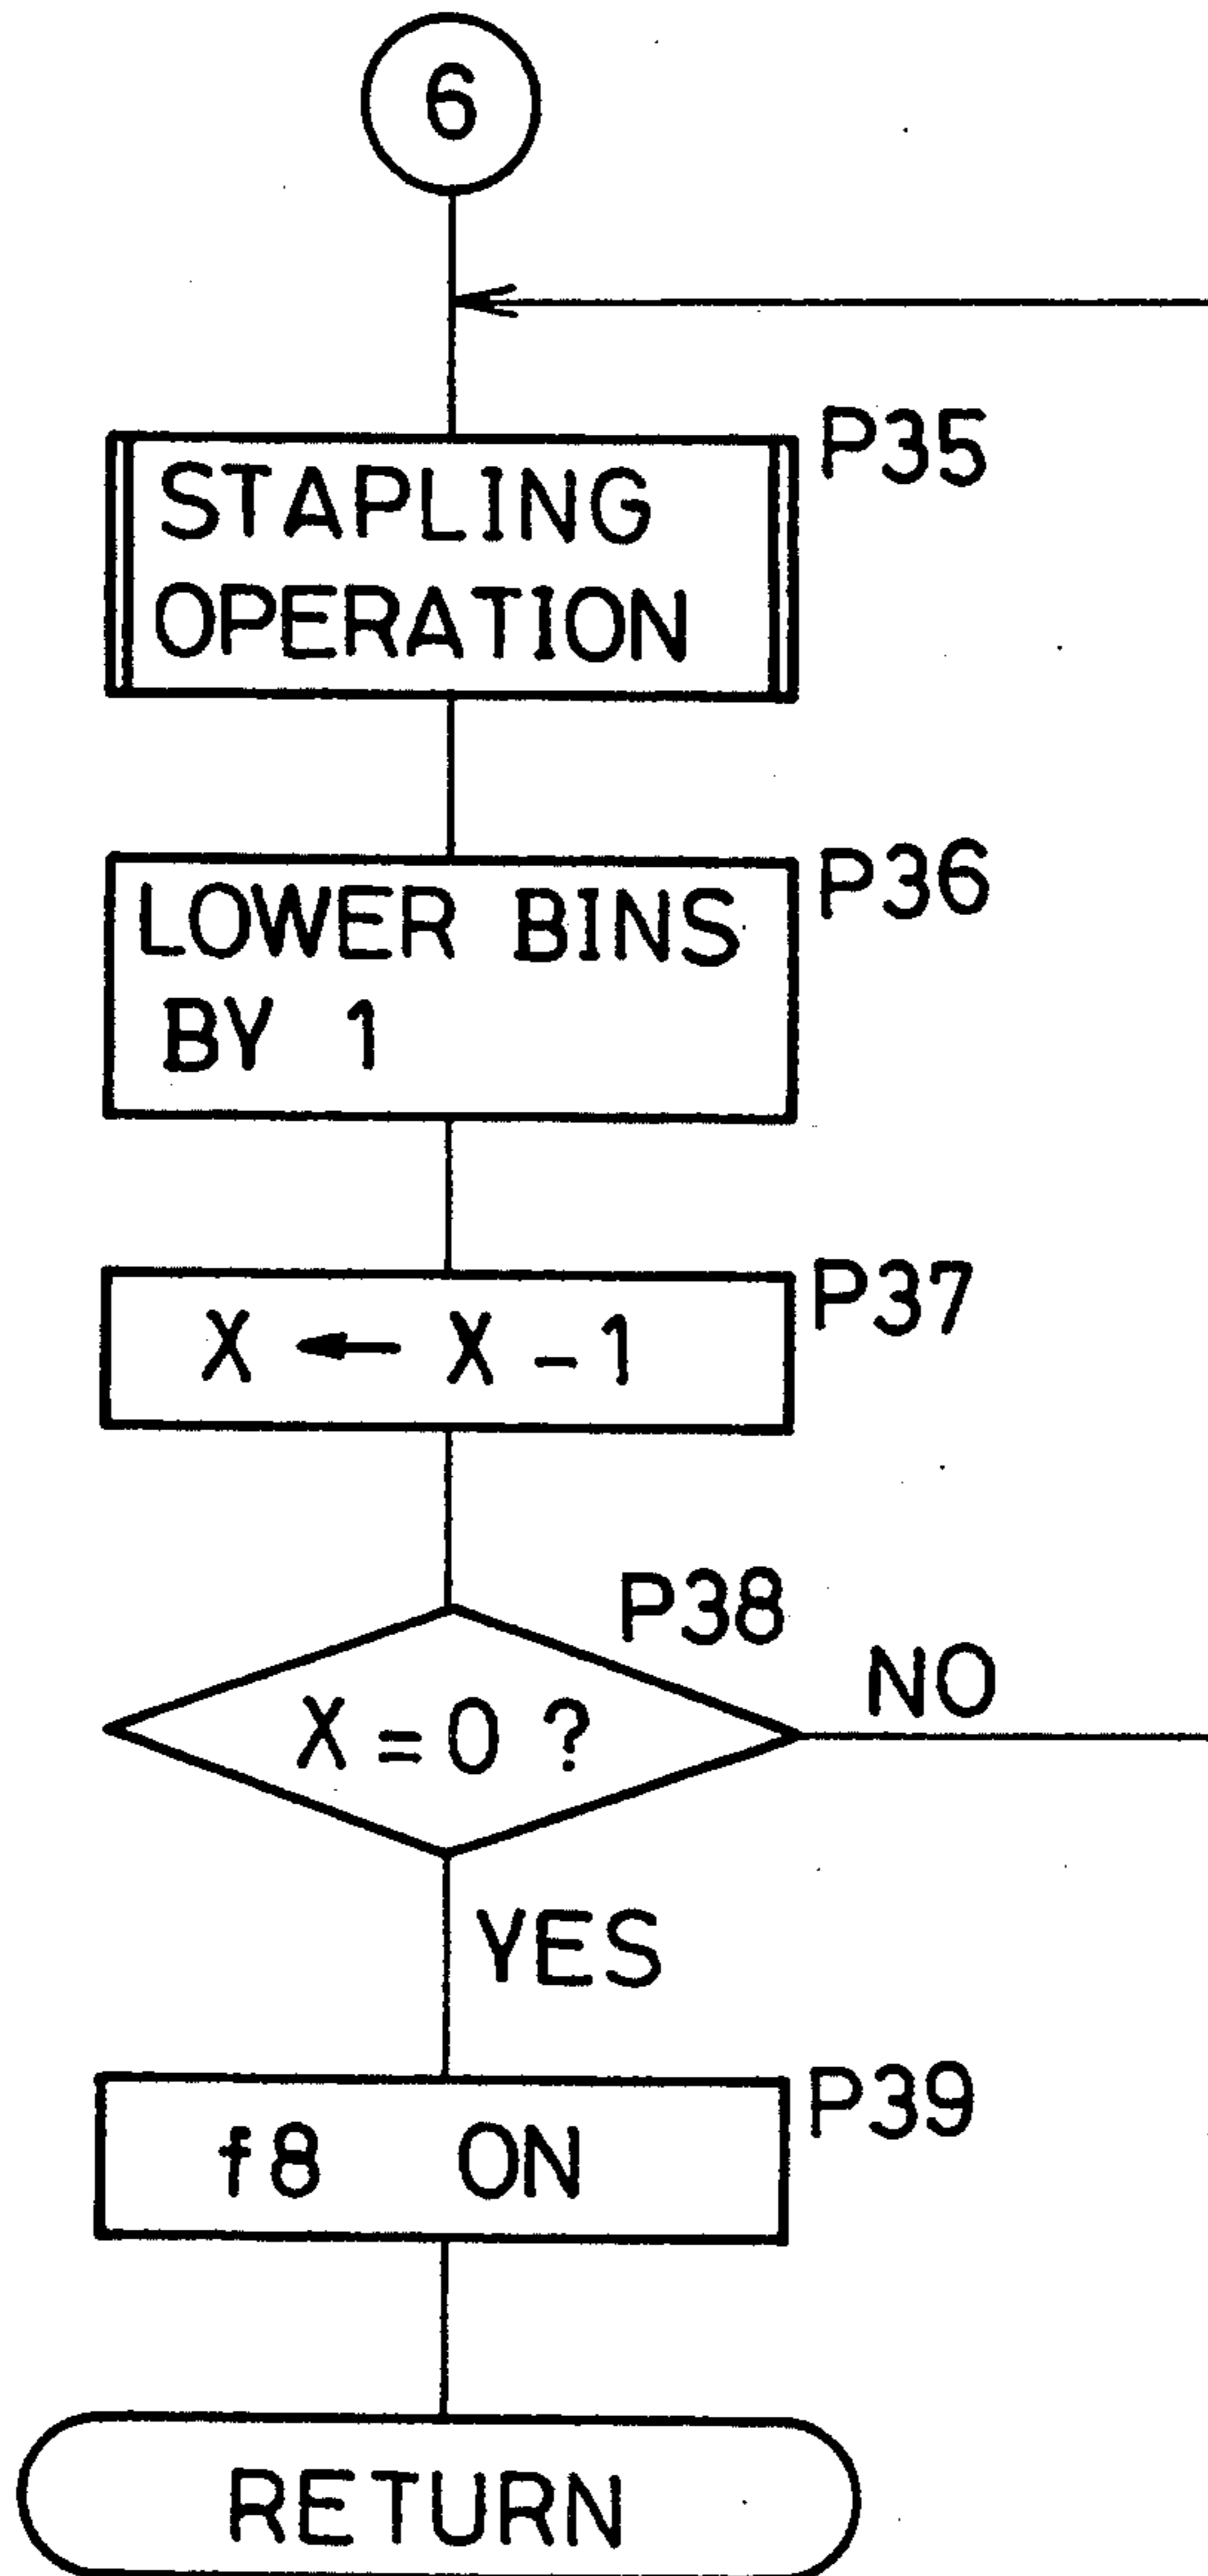 6
P35
STAPLING
OPERATION
P36
LOWER BINS
BY 1
P37
X ← X - 1
P38
X = 0 ?
NO
YES
P39
f8 ON
RETURN